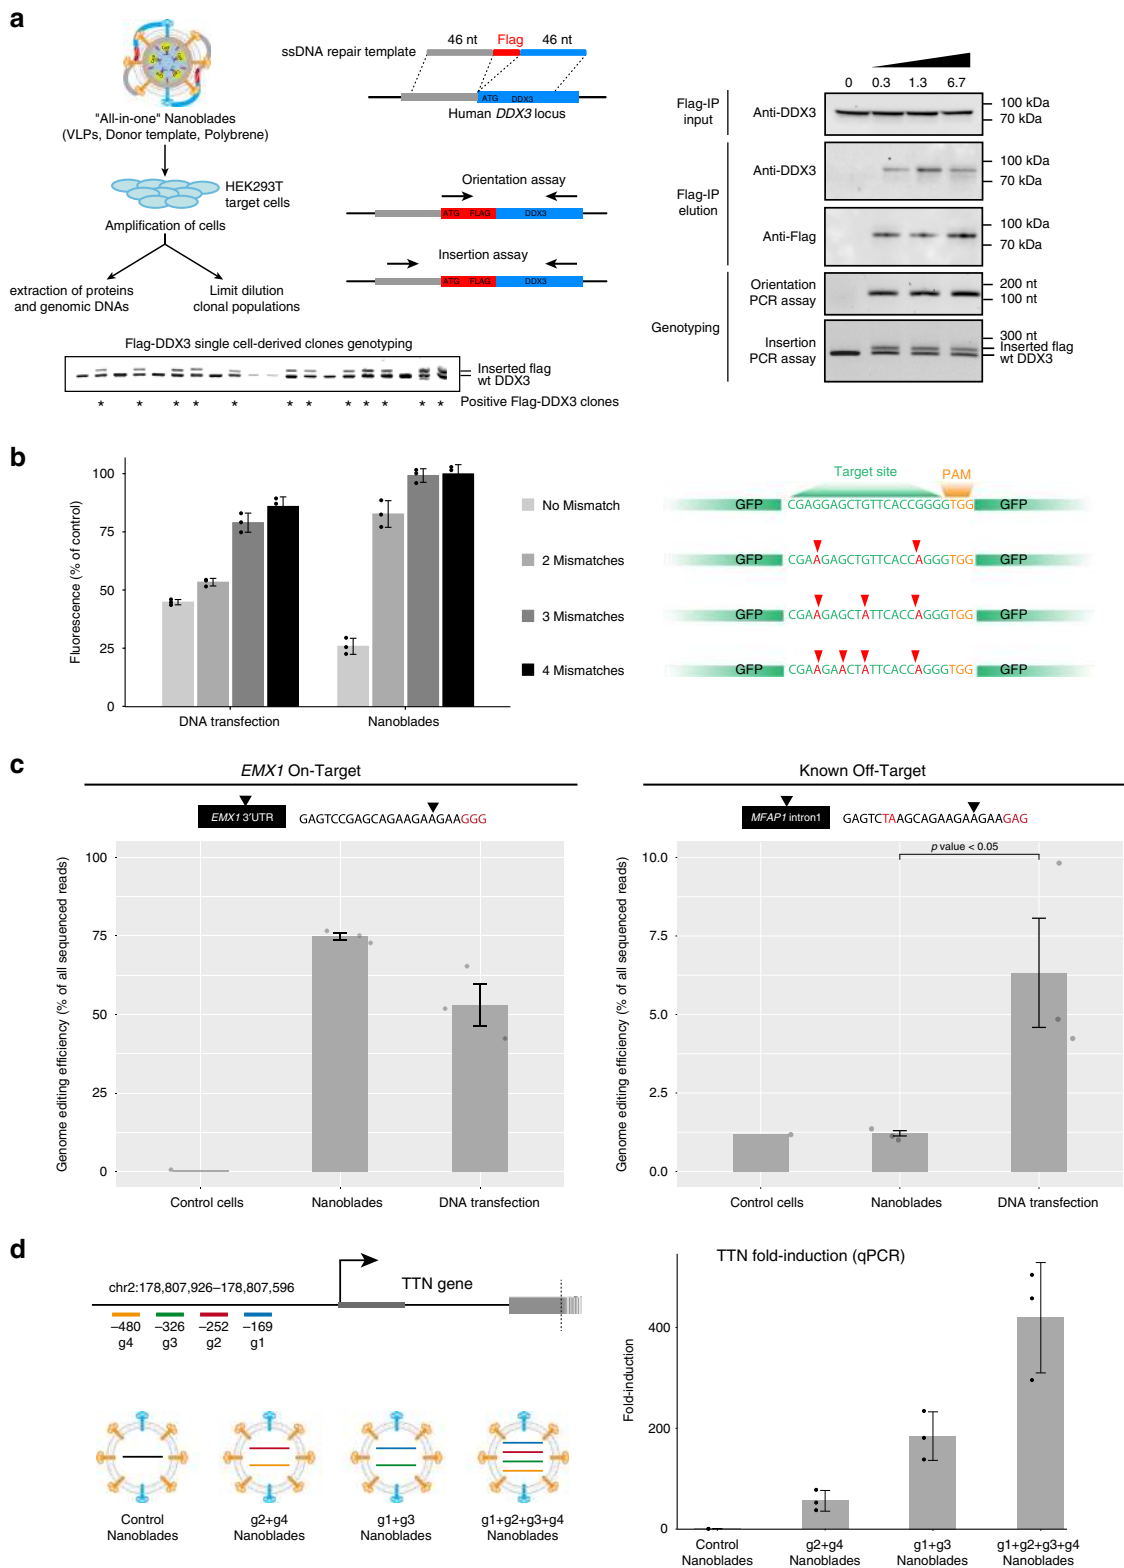 a
"All-in-one" Nanoblades
(VLPs, Donor template, Polybrene)
HEK293T
target cells
Amplification of cells
extraction of proteins
and genomic DNAs
Limit dilution
clonal populations
46 nt Flag 46 nt
ssDNA repair template
ATG DDX3
Human DDX3 locus
Orientation assay
ATG FLAG DDX3
Insertion assay
ATG FLAG DDX3
Flag-DDX3 single cell-derived clones genotyping
Inserted flag
wt DDX3
* * * * * * * * * * * *
Positive Flag-DDX3 clones
0 0.3 1.3 6.7
Flag-IP
input
Anti-DDX3
100 kDa
70 kDa
Flag-IP
elution
Anti-DDX3
100 kDa
70 kDa
Anti-Flag
100 kDa
70 kDa
Genotyping
Orientation
PCR assay
200 nt
100 nt
Insertion
PCR assay
300 nt
Inserted flag
wt DDX3
b
Fluorescence (% of control)
100
75
50
25
0
DNA transfection
Nanoblades
No Mismatch
2 Mismatches
3 Mismatches
4 Mismatches
Target site
PAM
GFP CGAGGAGCTGTTCACCGGGGTGG GFP
GFP CGAAGAGCTGTTCACCAGGGTGG GFP
GFP CGAAGAGCTATTCACCAGGGTGG GFP
GFP CGAAGAACTATTCACCAGGGTGG GFP
c
EMX1 On-Target
EMX1 3'UTR
GAGTCCGAGCAGAAGAAGAAGGG
Genome editing efficiency (% of all sequenced reads)
100
75
50
25
0
Control cells
Nanoblades
DNA transfection
Known Off-Target
MFAP1 intron1
GAGTCTAAGCAGAAGAAGAAGAG
p value < 0.05
Genome editing efficiency (% of all sequenced reads)
10.0
7.5
5.0
2.5
0.0
Control cells
Nanoblades
DNA transfection
d
chr2:178,807,926–178,807,596
TTN gene
–480 –326 –252 –169
g4 g3 g2 g1
Control
Nanoblades
g2+g4
Nanoblades
g1+g3
Nanoblades
g1+g2+g3+g4
Nanoblades
TTN fold-induction (qPCR)
Fold-induction
400
200
0
Control
Nanoblades
g2+g4
Nanoblades
g1+g3
Nanoblades
g1+g2+g3+g4
Nanoblades